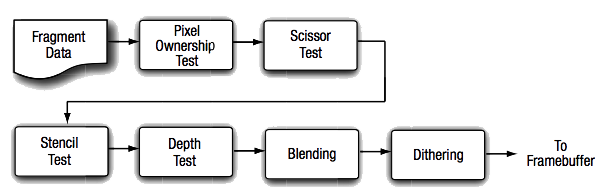 Fragment
Data
Pixel
Ownership
Test
Scissor
Test
Stencil
Test
Depth
Test
Blending
Dithering
To
Framebuffer